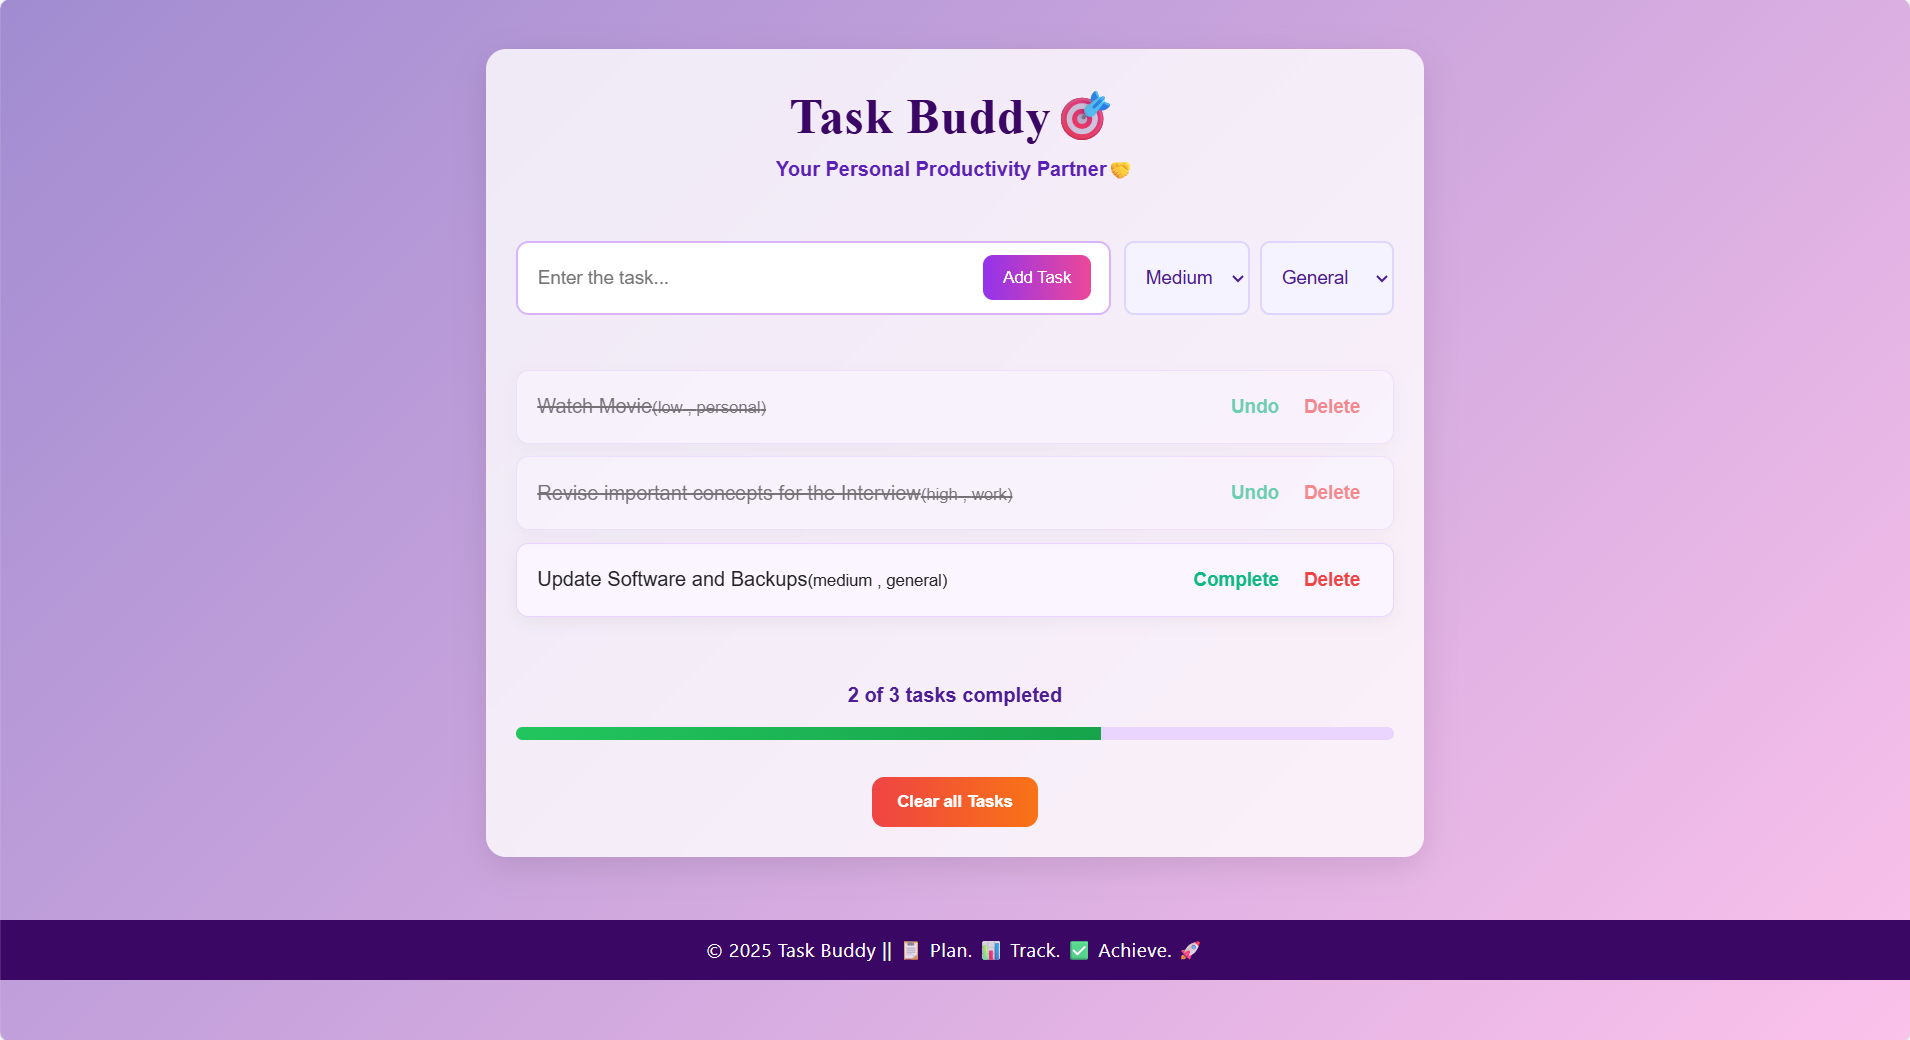 Task Buddy🎯
Your Personal Productivity Partner🤝
Enter the task... Add Task Medium General
Watch Movie(low , personal) Undo Delete
Revise important concepts for the Interview(high , work) Undo Delete
Update Software and Backups(medium , general) Complete Delete
2 of 3 tasks completed
Clear all Tasks
© 2025 Task Buddy || 📋 Plan. 📊 Track. ✅ Achieve. 🚀